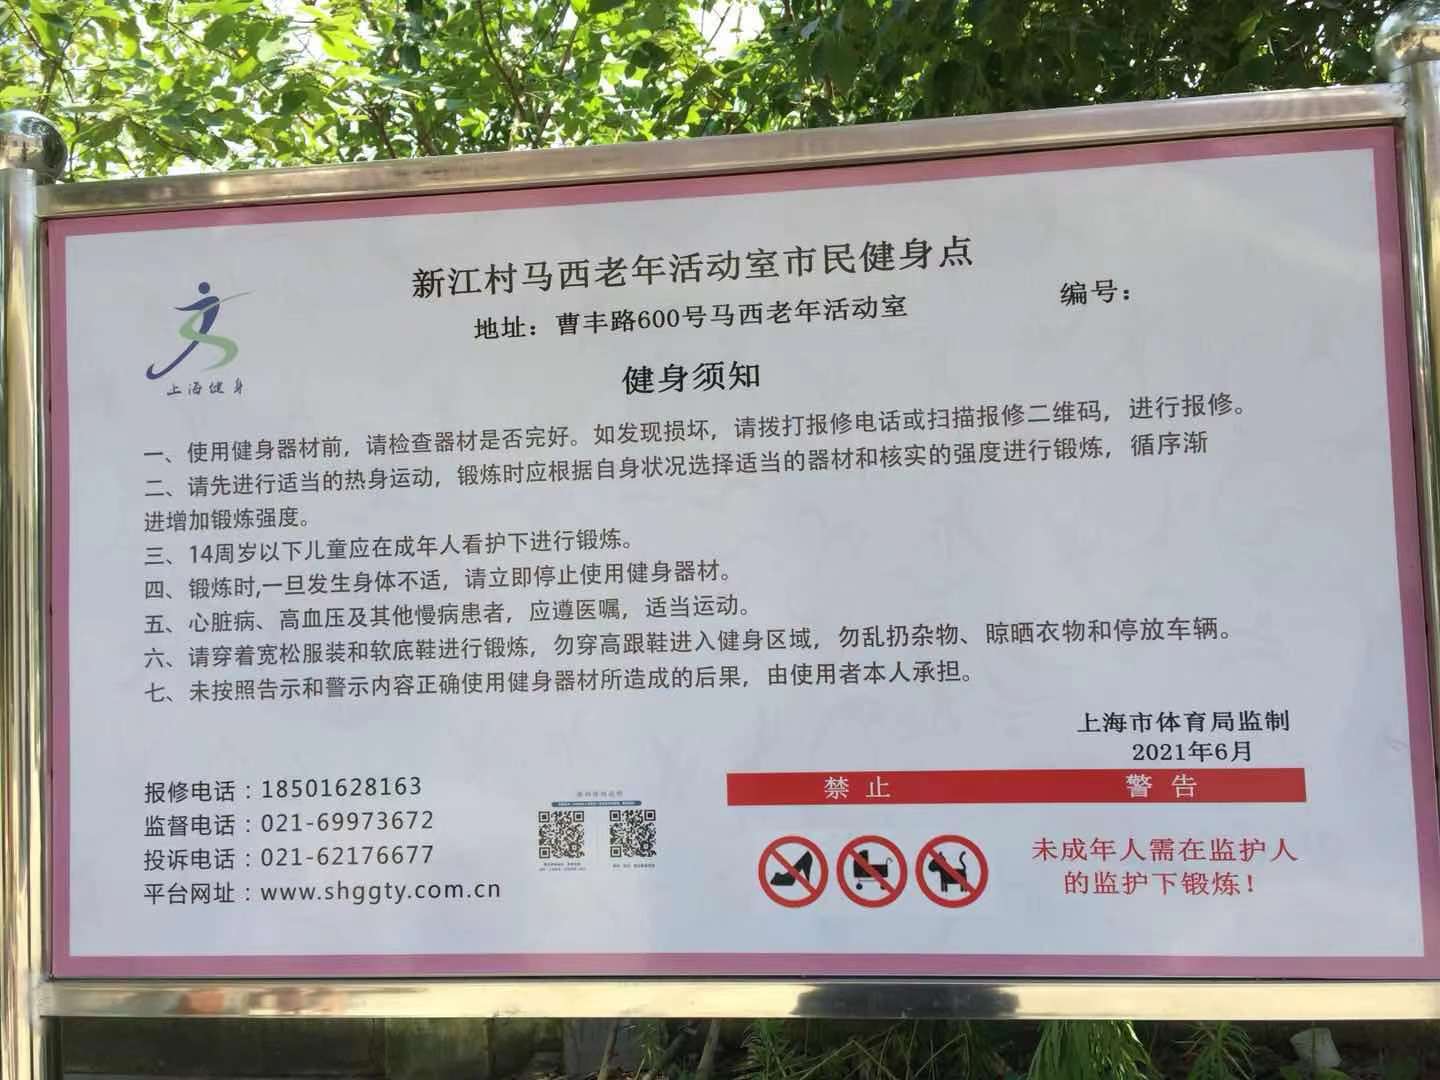 新江村马西老年活动室市民健身点
地址：曹丰路600号马西老年活动室
编号：
上海健身
健身须知
一、使用健身器材前，请检查器材是否完好。如发现损坏，请拨打报修电话或扫描报修二维码，进行报修。
二、请先进行适当的热身运动，锻炼时应根据自身状况选择适当的器材和核实的强度进行锻炼，循序渐
进增加锻炼强度。
三、14周岁以下儿童应在成年人看护下进行锻炼。
四、锻炼时,一旦发生身体不适，请立即停止使用健身器材。
五、心脏病、高血压及其他慢病患者，应遵医嘱，适当运动。
六、请穿着宽松服装和软底鞋进行锻炼，勿穿高跟鞋进入健身区域，勿乱扔杂物、晾晒衣物和停放车辆。
七、未按照告示和警示内容正确使用健身器材所造成的后果，由使用者本人承担。
上海市体育局监制
2021年6月
报修电话：18501628163
监督电话：021-69973672
投诉电话：021-62176677
平台网址：www.shggty.com.cn
禁止
警告
未成年人需在监护人
的监护下锻炼！